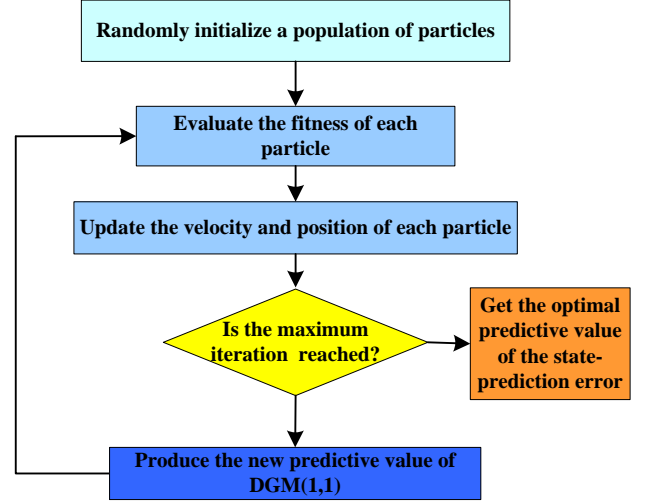 Randomly initialize a population of particles
Evaluate the fitness of each
particle
Update the velocity and position of each particle
Is the maximum
iteration reached?
Get the optimal
predictive value
of the state-
prediction error
Produce the new predictive value of
DGM(1,1)